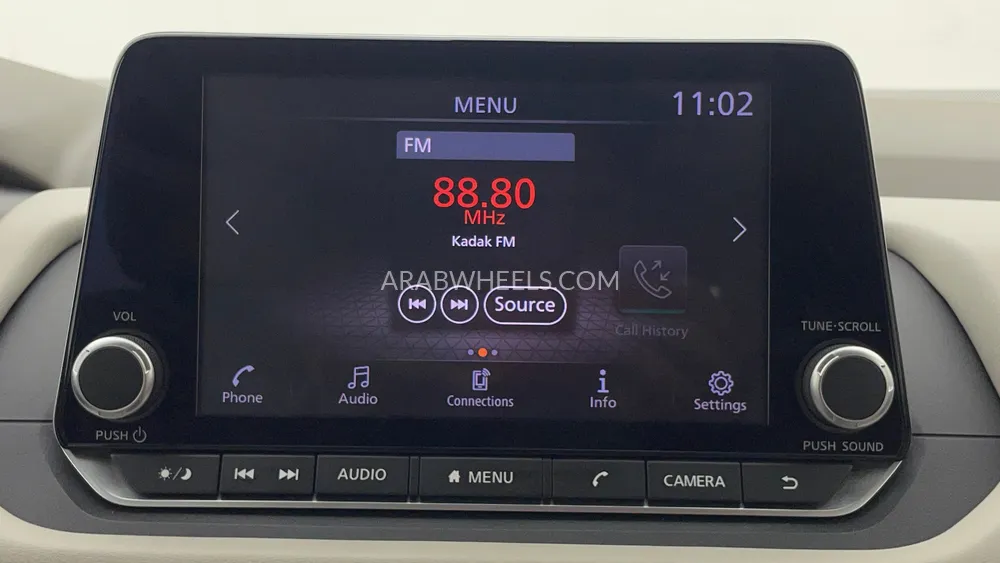 MENU
11:02
FM
88.80
MHz
Kadak FM
ARABWHEELS.COM
Source
Call History
Phone
Audio
Connections
Info
Settings
VOL
PUSH
TUNE·SCROLL
PUSH SOUND
AUDIO
MENU
CAMERA